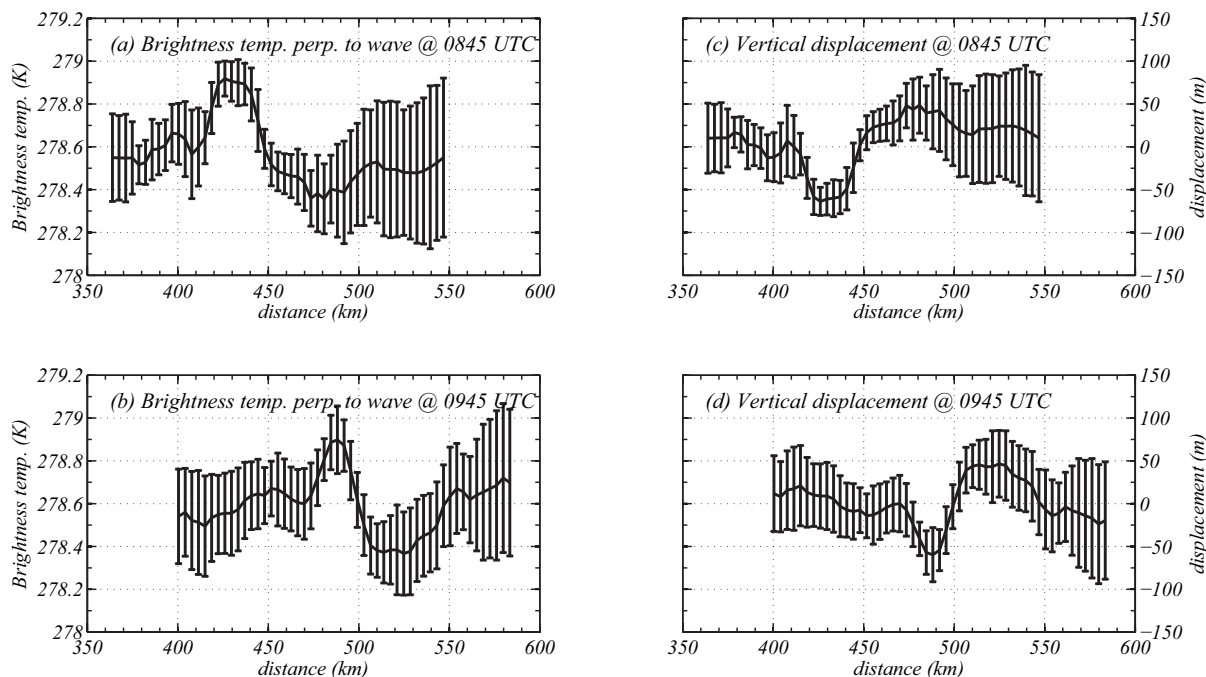 279.2
279
278.8
278.6
278.4
278.2
278
Brightness temp. (K)
(a) Brightness temp. perp. to wave @ 0845 UTC
350 400 450 500 550 600
distance (km)
(c) Vertical displacement @ 0845 UTC
150
100
50
0
−50
−100
−150
displacement (m)
350 400 450 500 550 600
distance (km)
279.2
279
278.8
278.6
278.4
278.2
278
Brightness temp. (K)
(b) Brightness temp. perp. to wave @ 0945 UTC
350 400 450 500 550 600
distance (km)
(d) Vertical displacement @ 0945 UTC
150
100
50
0
−50
−100
−150
displacement (m)
350 400 450 500 550 600
distance (km)